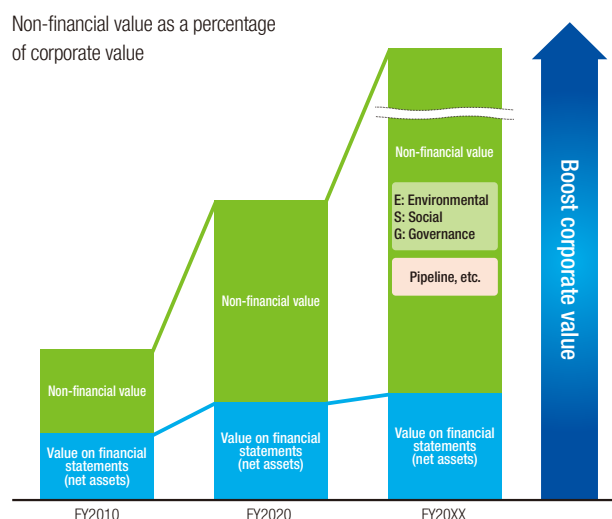 Non-financial value as a percentage
of corporate value
Non-financial value
Value on financial
statements
(net assets)
Non-financial value
Value on financial
statements
(net assets)
Non-financial value
E: Environmental
S: Social
G: Governance
Pipeline, etc.
Value on financial
statements
(net assets)
Boost corporate value
FY2010
FY2020
FY20XX